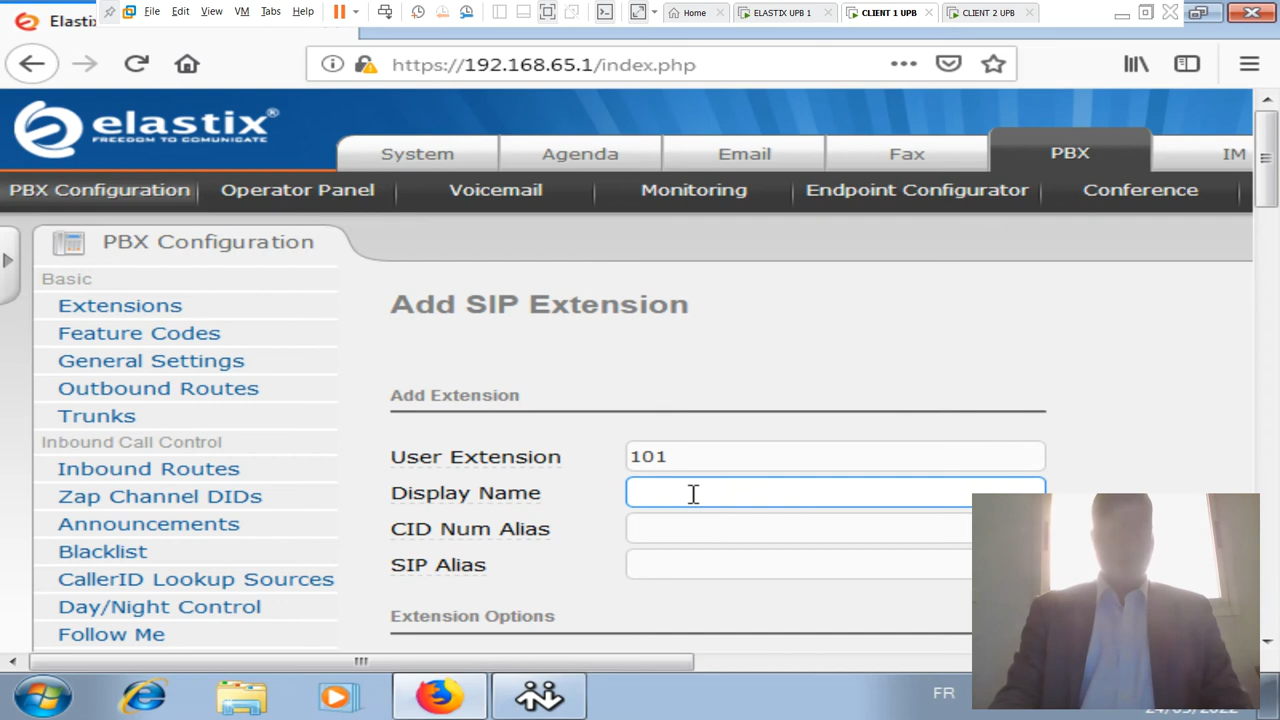 Elasti
File Edit View VM Tabs Help
Home ELASTIX UPB 1 CLIENT 1 UPB CLIENT 2 UPB
https://192.168.65.1/index.php
elastix®
FREEDOM TO COMUNICATE
System Agenda Email Fax PBX IM
PBX Configuration Operator Panel Voicemail Monitoring Endpoint Configurator Conference
PBX Configuration
Basic
Extensions
Feature Codes
General Settings
Outbound Routes
Trunks
Inbound Call Control
Inbound Routes
Zap Channel DIDs
Announcements
Blacklist
CallerID Lookup Sources
Day/Night Control
Follow Me
Add SIP Extension
Add Extension
User Extension 101
Display Name
CID Num Alias
SIP Alias
Extension Options
FR